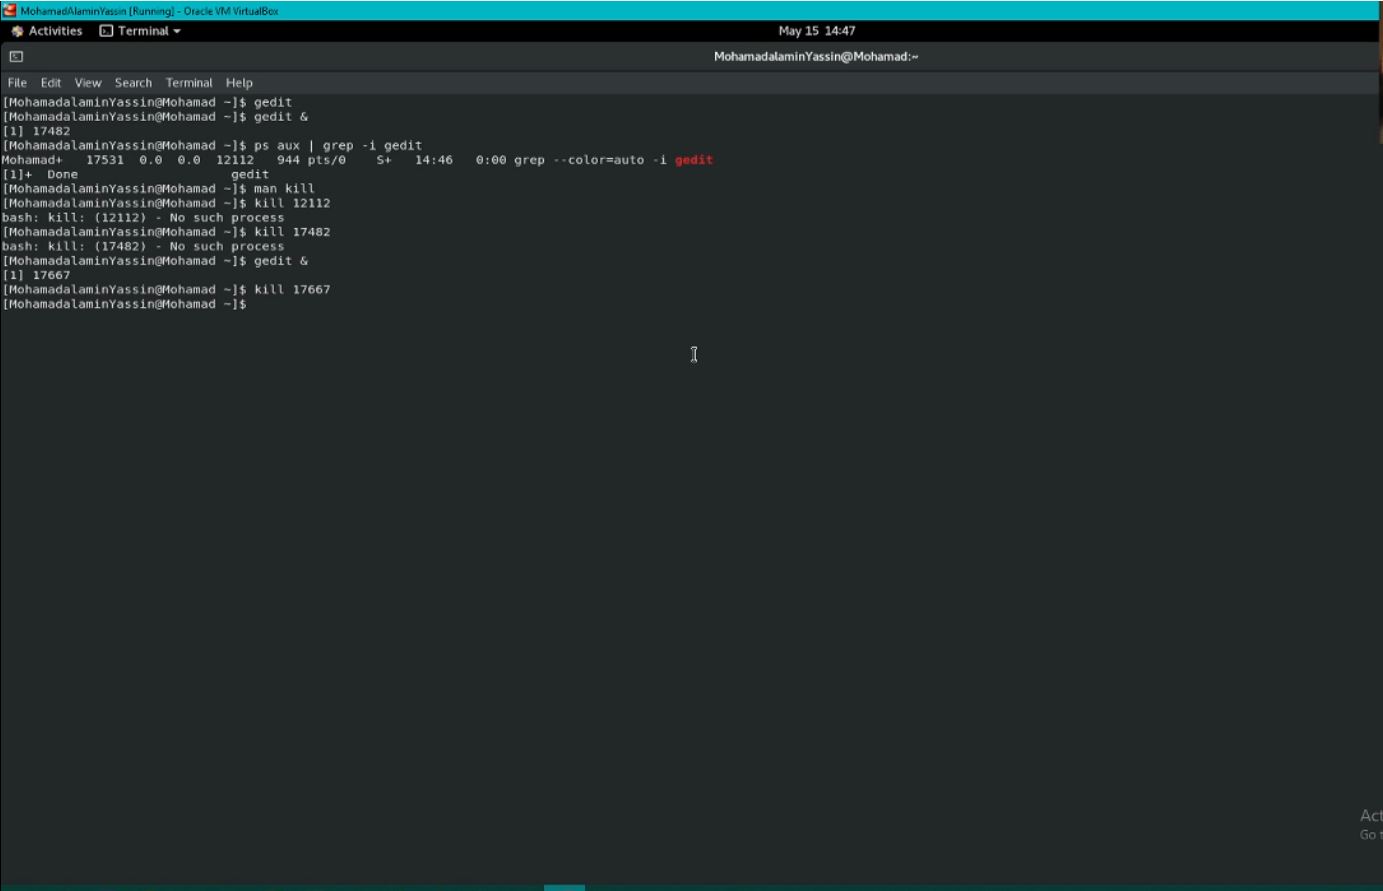 MohamadAlaminYassin [Running] - Oracle VM VirtualBox
Activities Terminal May 15 14:47
MohamadalaminYassin@Mohamad:~
File Edit View Search Terminal Help
[MohamadalaminYassin@Mohamad ~]$ gedit
[MohamadalaminYassin@Mohamad ~]$ gedit &
[1] 17482
[MohamadalaminYassin@Mohamad ~]$ ps aux | grep -i gedit
Mohamad+ 17531 0.0 0.0 12112 944 pts/0 S+ 14:46 0:00 grep --color=auto -i gedit
[1]+ Done gedit
[MohamadalaminYassin@Mohamad ~]$ man kill
[MohamadalaminYassin@Mohamad ~]$ kill 12112
bash: kill: (12112) - No such process
[MohamadalaminYassin@Mohamad ~]$ kill 17482
bash: kill: (17482) - No such process
[MohamadalaminYassin@Mohamad ~]$ gedit &
[1] 17667
[MohamadalaminYassin@Mohamad ~]$ kill 17667
[MohamadalaminYassin@Mohamad ~]$
Act
Go t